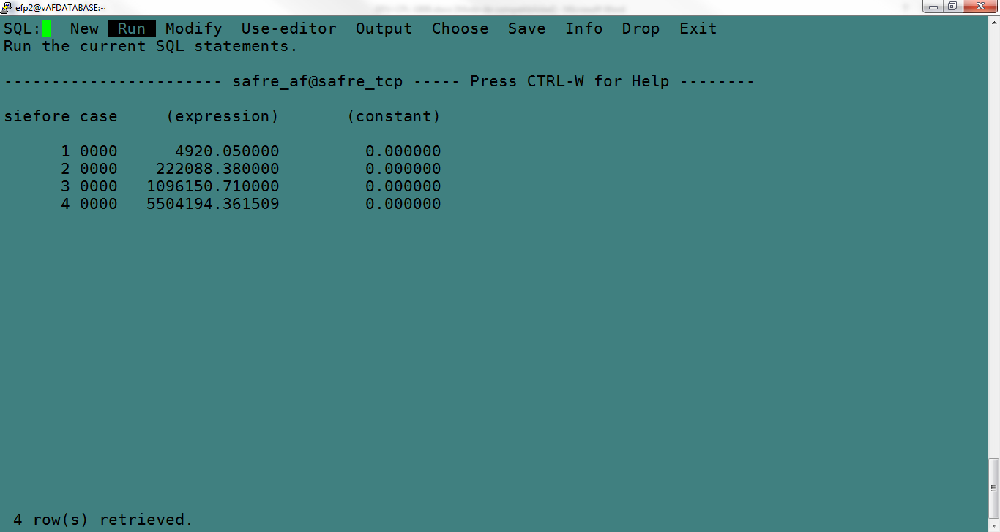 efp2@vAFDATABASE:~
SQL: New Run Modify Use-editor Output Choose Save Info Drop Exit
Run the current SQL statements.
----------------------- safre_af@safre_tcp ----- Press CTRL-W for Help --------
siefore case (expression) (constant)
1 0000 4920.050000 0.000000
2 0000 222088.380000 0.000000
3 0000 1096150.710000 0.000000
4 0000 5504194.361509 0.000000
4 row(s) retrieved.